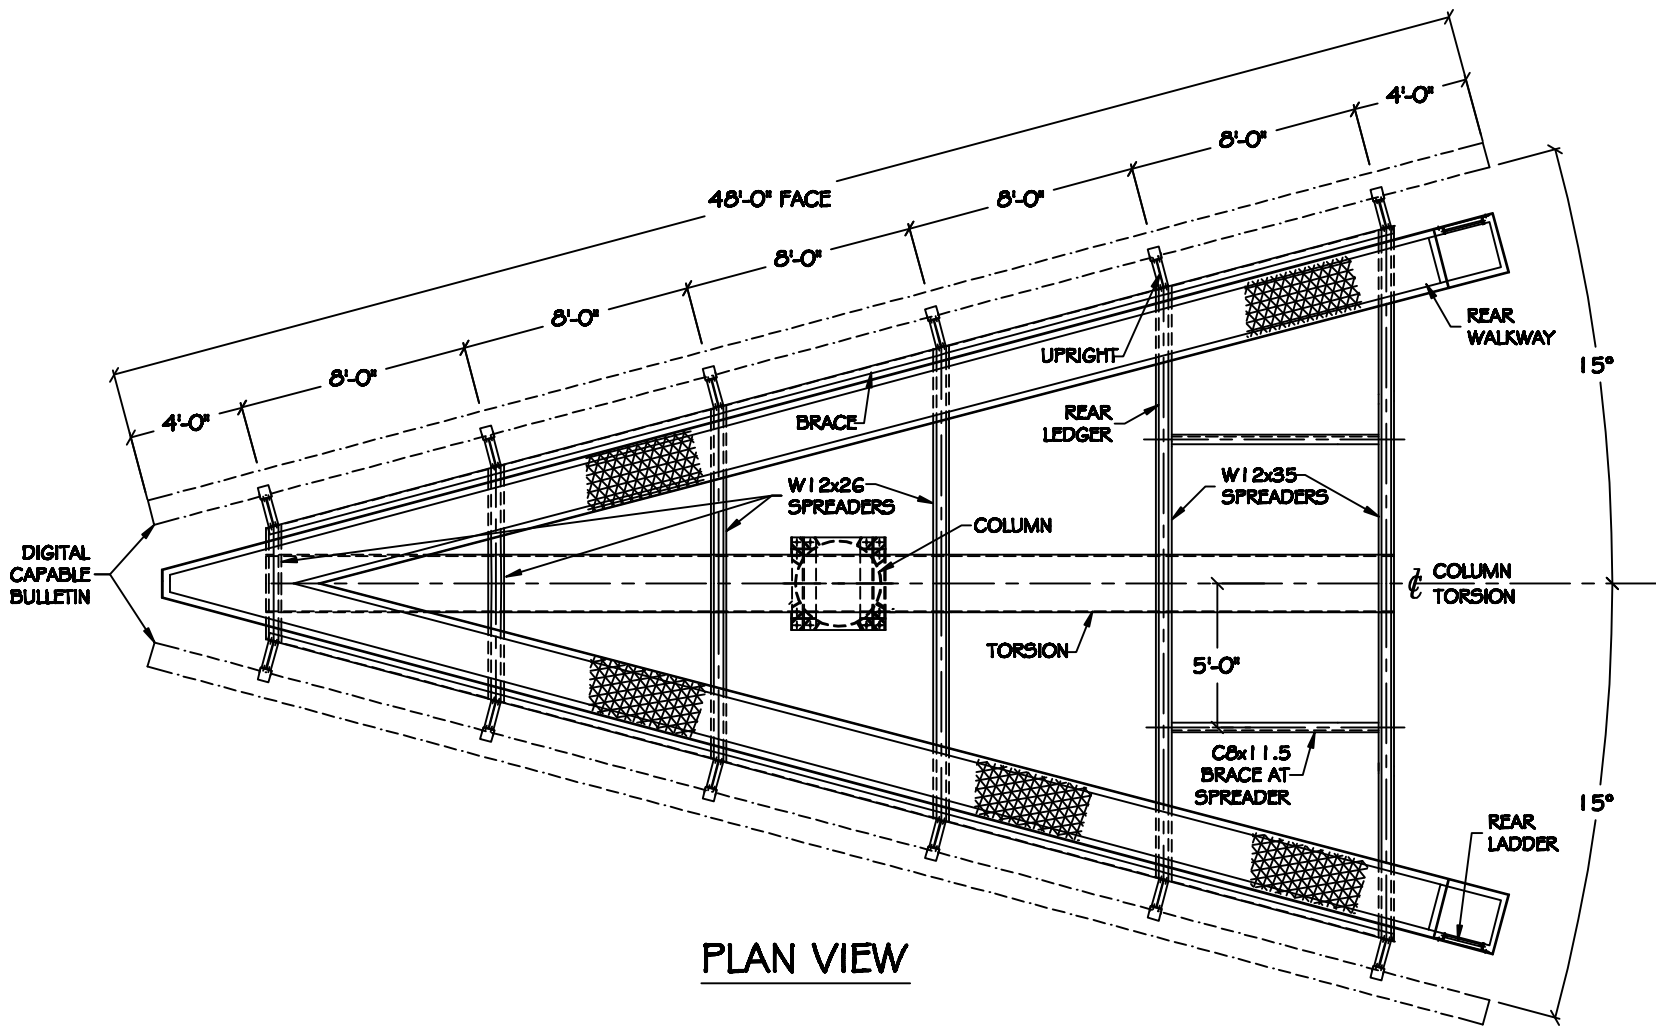 4'-0"
8'-0"
48'-0" FACE
8'-0"
8'-0"
8'-0"
8'-0"
4'-0"
REAR
WALKWAY
15°
UPRIGHT
BRACE
REAR
LEDGER
W12x26
SPREADERS
W12x35
SPREADERS
COLUMN
DIGITAL
CAPABLE
BULLETIN
℄ COLUMN
TORSION
TORSION
5'-0"
C8x11.5
BRACE AT
SPREADER
15°
REAR
LADDER
PLAN VIEW